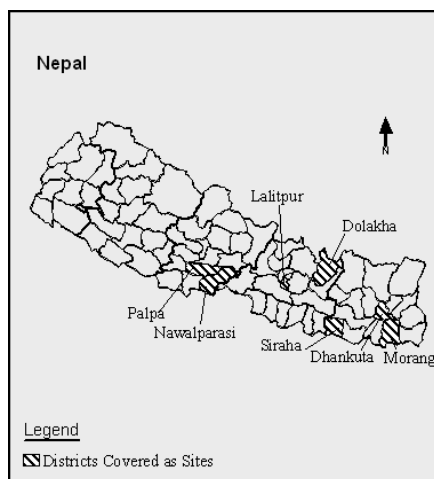 Nepal
N
Lalitpur
Dolakha
Palpa
Nawalparasi
Siraha
Dhankuta
Morang
Legend
Districts Covered as Sites